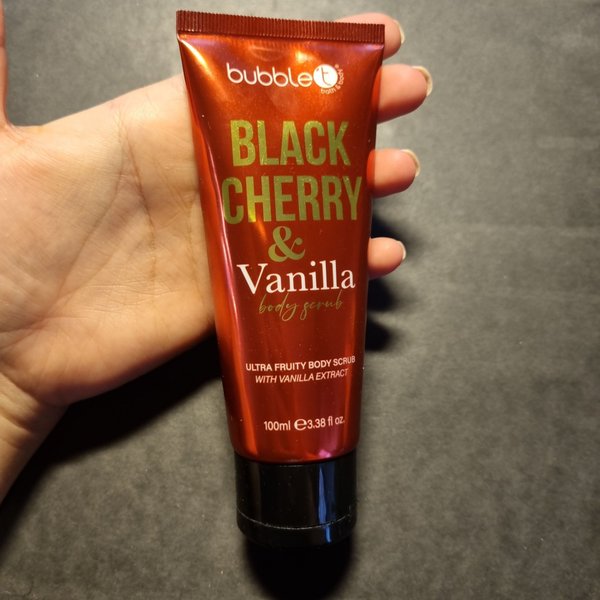 bubble t®
bath & body
BLACK
CHERRY
&
Vanilla
body scrub
ULTRA FRUITY BODY SCRUB
WITH VANILLA EXTRACT
100ml ℮3.38 fl oz.